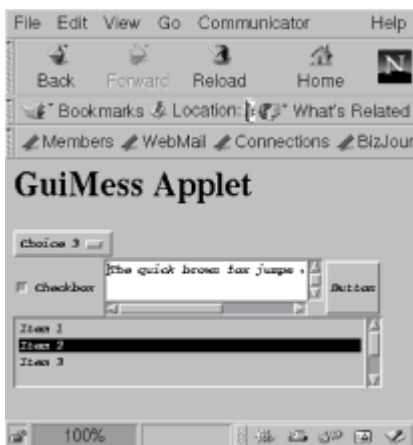 File Edit View Go Communicator Help
Back Forward Reload Home N
Bookmarks Location: What's Related
Members WebMail Connections BizJour
GuiMess Applet
Choice 3
Checkbox The quick brown fox jumps Button
Item 1
Item 2
Item 3
100%